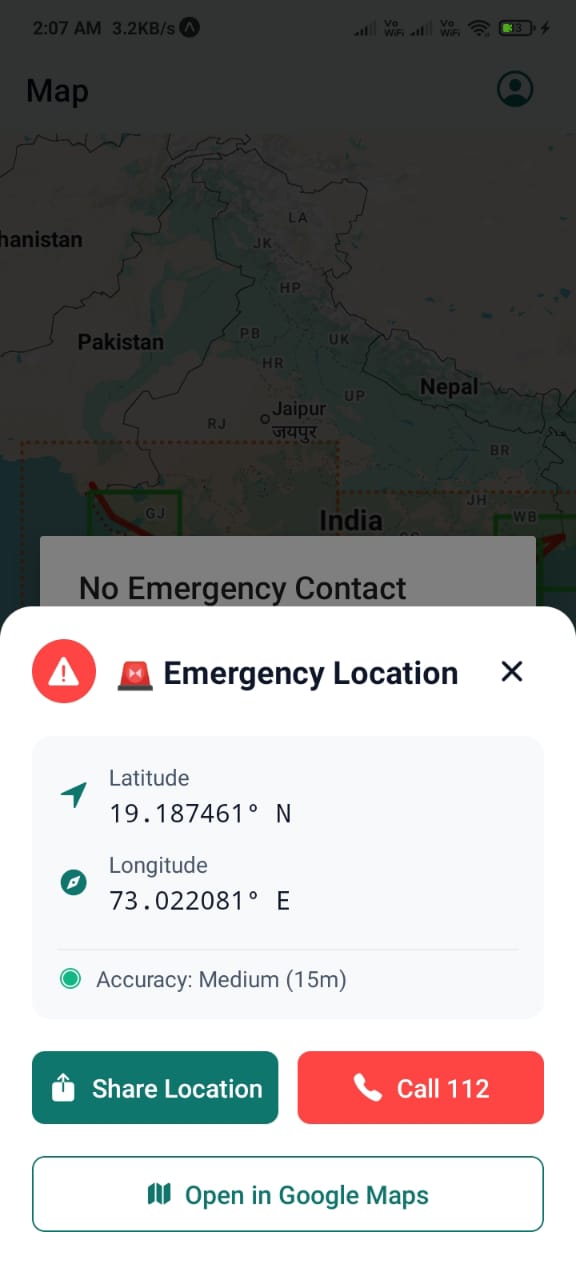 2:07 AM 3.2KB/s
Vo WiFi Vo WiFi 33
Map
LA
JK
hanistan
HP
PB
UK
Pakistan
HR
Nepal
UP
Jaipur
जयपुर
RJ
BR
JH
GJ
WB
India
No Emergency Contact
Emergency Location
Latitude
19.187461° N
Longitude
73.022081° E
Accuracy: Medium (15m)
Share Location
Call 112
Open in Google Maps